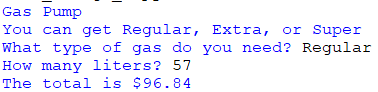 Gas Pump
You can get Regular, Extra, or Super
What type of gas do you need? Regular
How many liters? 57
The total is $96.84